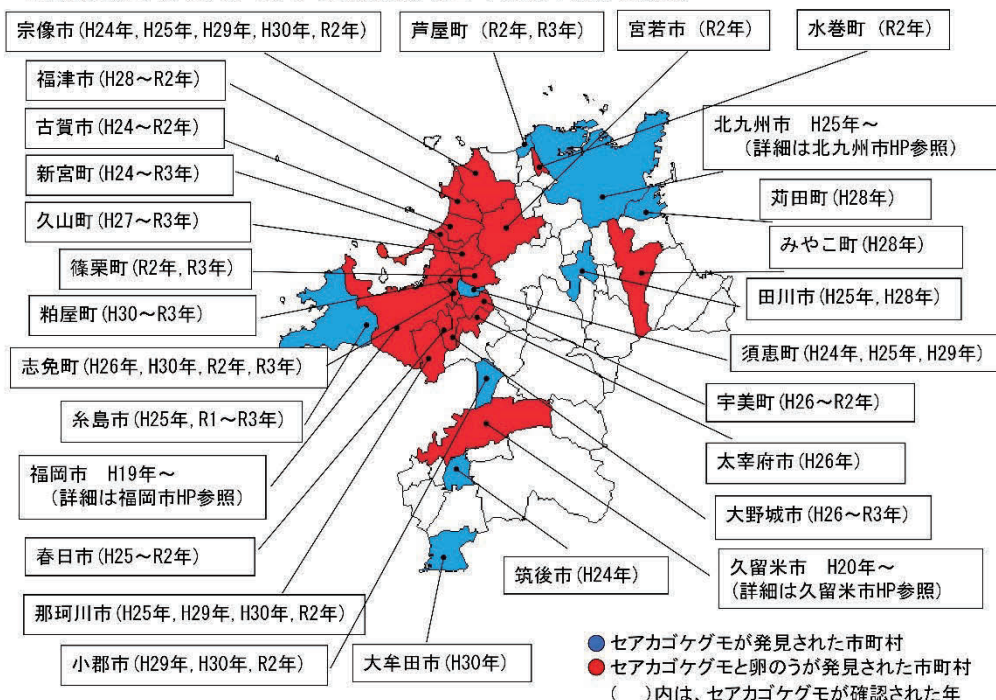 宗像市(H24年, H25年, H29年, H30年, R2年)
芦屋町 (R2年, R3年)
宮若市(R2年)
水巻町 (R2年)
福津市(H28～R2年)
古賀市(H24～R2年)
新宮町(H24～R3年)
久山町(H27～R3年)
篠栗町(R2年, R3年)
粕屋町(H30～R3年)
志免町(H26年, H30年, R2年, R3年)
糸島市(H25年, R1～R3年)
福岡市 H19年～
(詳細は福岡市HP参照)
春日市(H25～R2年)
那珂川市(H25年, H29年, H30年, R2年)
小郡市(H29年, H30年, R2年)
大牟田市(H30年)
北九州市 H25年～
(詳細は北九州市HP参照)
苅田町(H28年)
みやこ町(H28年)
田川市(H25年, H28年)
須恵町(H24年, H25年, H29年)
宇美町(H26～R2年)
太宰府市(H26年)
大野城市(H26～R3年)
筑後市(H24年)
久留米市 H20年～
(詳細は久留米市HP参照)
●セアカゴケグモが発見された市町村
●セアカゴケグモと卵のうが発見された市町村
( )内は、セアカゴケグモが確認された年